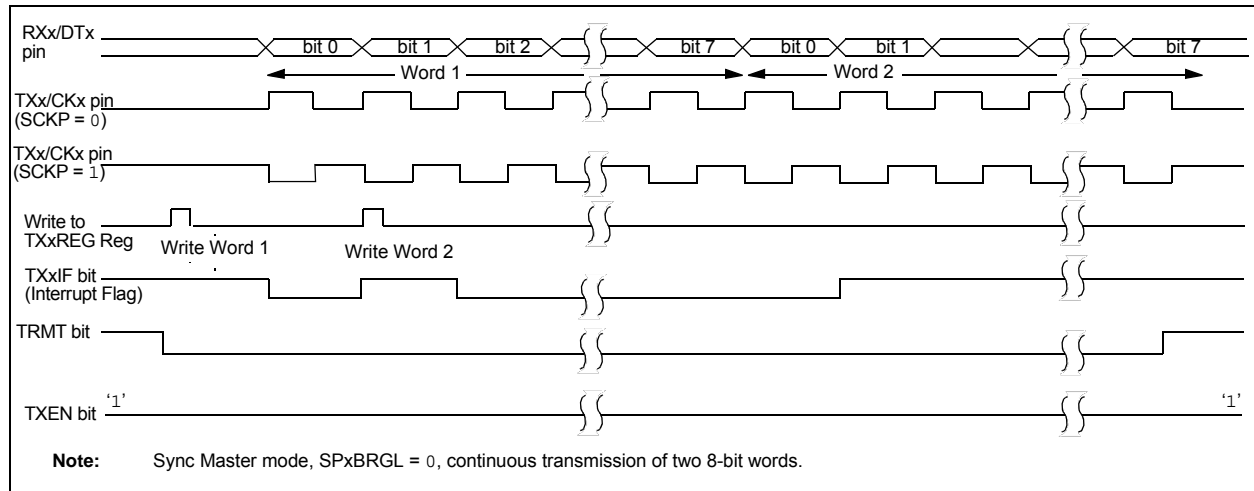 RXx/DTx
pin
bit 0 bit 1 bit 2 bit 7 bit 0 bit 1 bit 7
Word 1 Word 2
TXx/CKx pin
(SCKP = 0)
TXx/CKx pin
(SCKP = 1)
Write to
TXxREG Reg
Write Word 1 Write Word 2
TXxIF bit
(Interrupt Flag)
TRMT bit
TXEN bit
‘1’ ‘1’
Note: Sync Master mode, SPxBRGL = 0, continuous transmission of two 8-bit words.